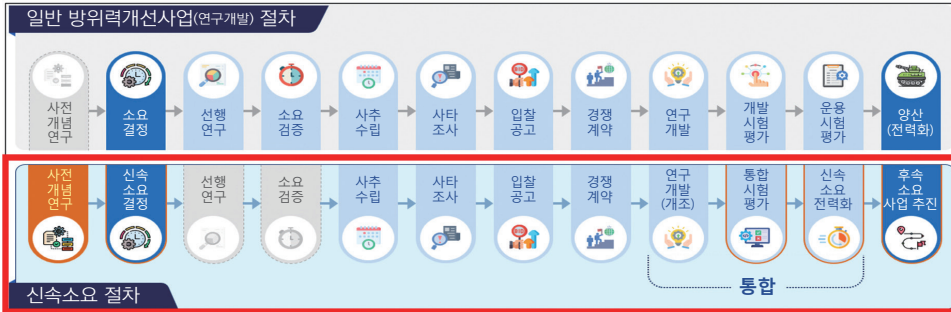 일반 방위력개선사업(연구개발) 절차
사전
개념
연구
소요
결정
선행
연구
소요
검증
사추
수립
사타
조사
입찰
공고
경쟁
계약
연구
개발
개발
시험
평가
운용
시험
평가
양산
(전력화)
사전
개념
연구
신속
소요
결정
선행
연구
소요
검증
사추
수립
사타
조사
입찰
공고
경쟁
계약
연구
개발
(개조)
통합
시험
평가
신속
소요
전력화
후속
소요
사업 추진
통합
신속소요 절차